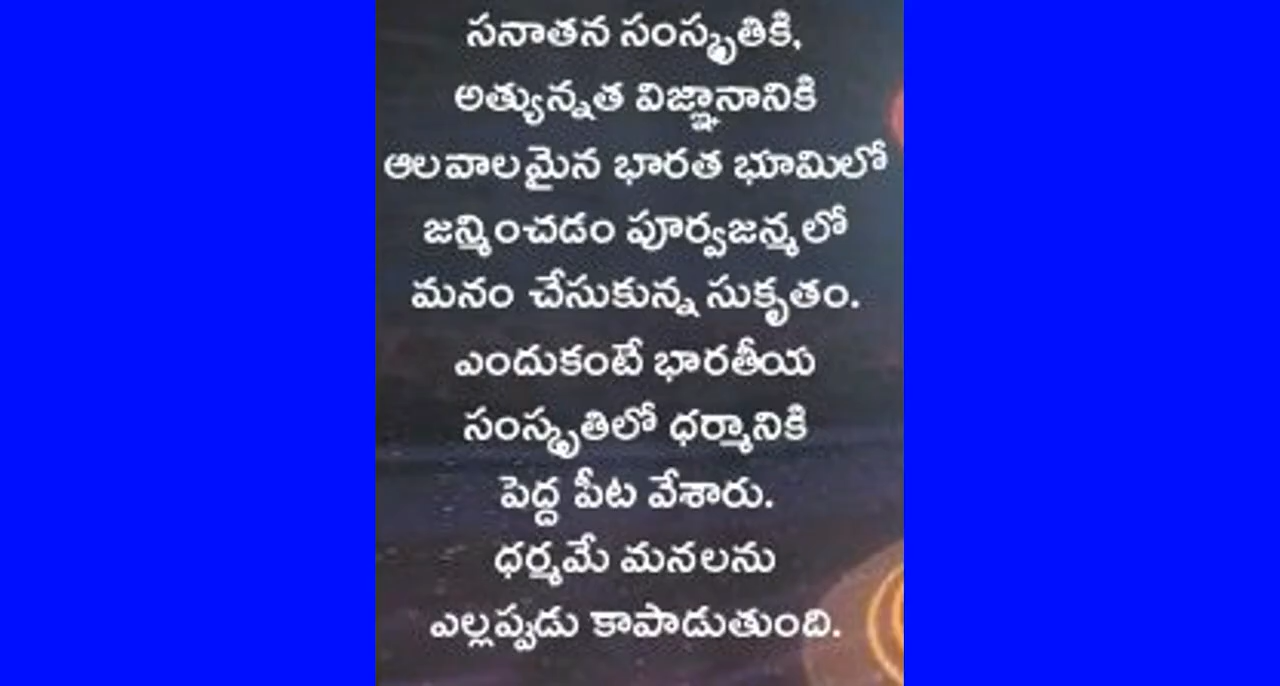 సనాతన సంస్కృతికి,
అత్యున్నత విజ్ఞానానికి
ఆలవాలమైన భారత భూమిలో
జన్మించడం పూర్వజన్మలో
మనం చేసుకున్న సుకృతం.
ఎందుకంటే భారతీయ
సంస్కృతిలో ధర్మానికి
పెద్ద పీట వేశారు.
ధర్మమే మనలను
ఎల్లప్పుడు కాపాడుతుంది.